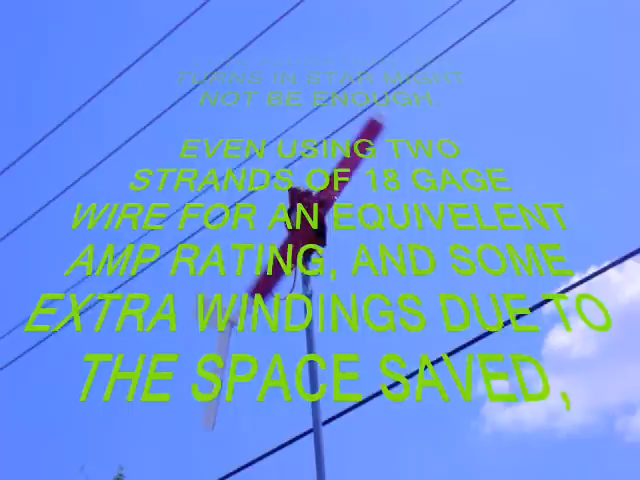 TURNS IN STAR MIGHT
NOT BE ENOUGH.
EVEN USING TWO
STRANDS OF 18 GAGE
WIRE FOR AN EQUIVELENT
AMP RATING, AND SOME
EXTRA WINDINGS DUE TO
THE SPACE SAVED,